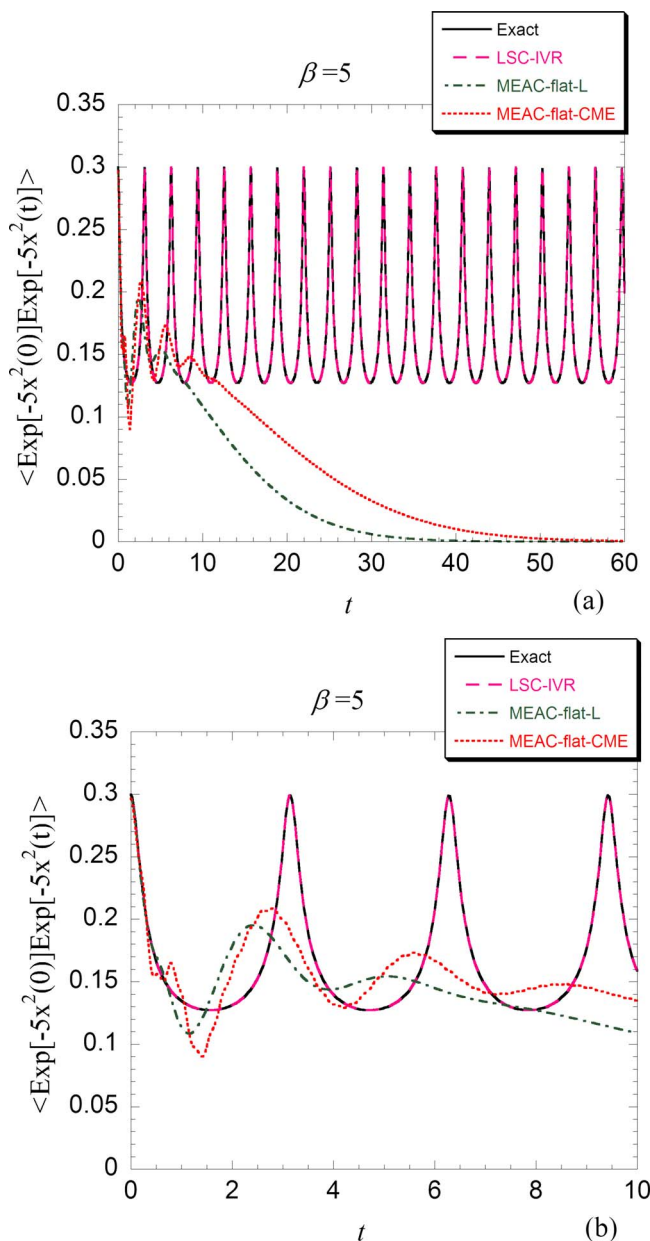 Exact
LSC-IVR
MEAC-flat-L
MEAC-flat-CME
β=5
0.35
0.3
0.25
0.2
0.15
0.1
0.05
0
<Exp[-5x²(0)]Exp[-5x²(t)]>
0 10 20 30 40 50 60
t
(a)
Exact
LSC-IVR
MEAC-flat-L
MEAC-flat-CME
β=5
0.35
0.3
0.25
0.2
0.15
0.1
0.05
0
<Exp[-5x²(0)]Exp[-5x²(t)]>
0 2 4 6 8 10
t
(b)